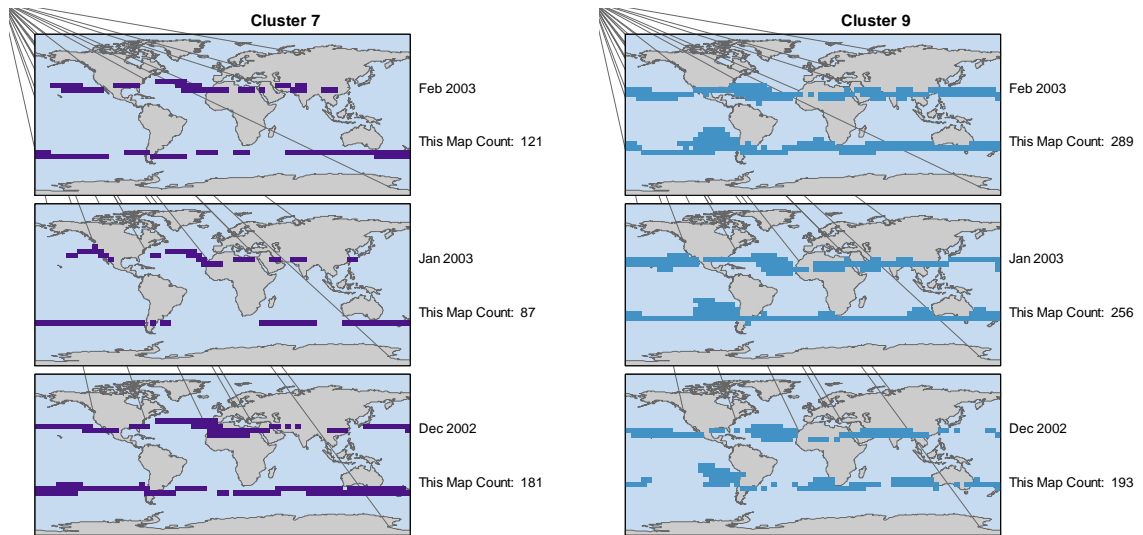 Cluster 7
Feb 2003
This Map Count: 121
Jan 2003
This Map Count: 87
Dec 2002
This Map Count: 181
Cluster 9
Feb 2003
This Map Count: 289
Jan 2003
This Map Count: 256
Dec 2002
This Map Count: 193